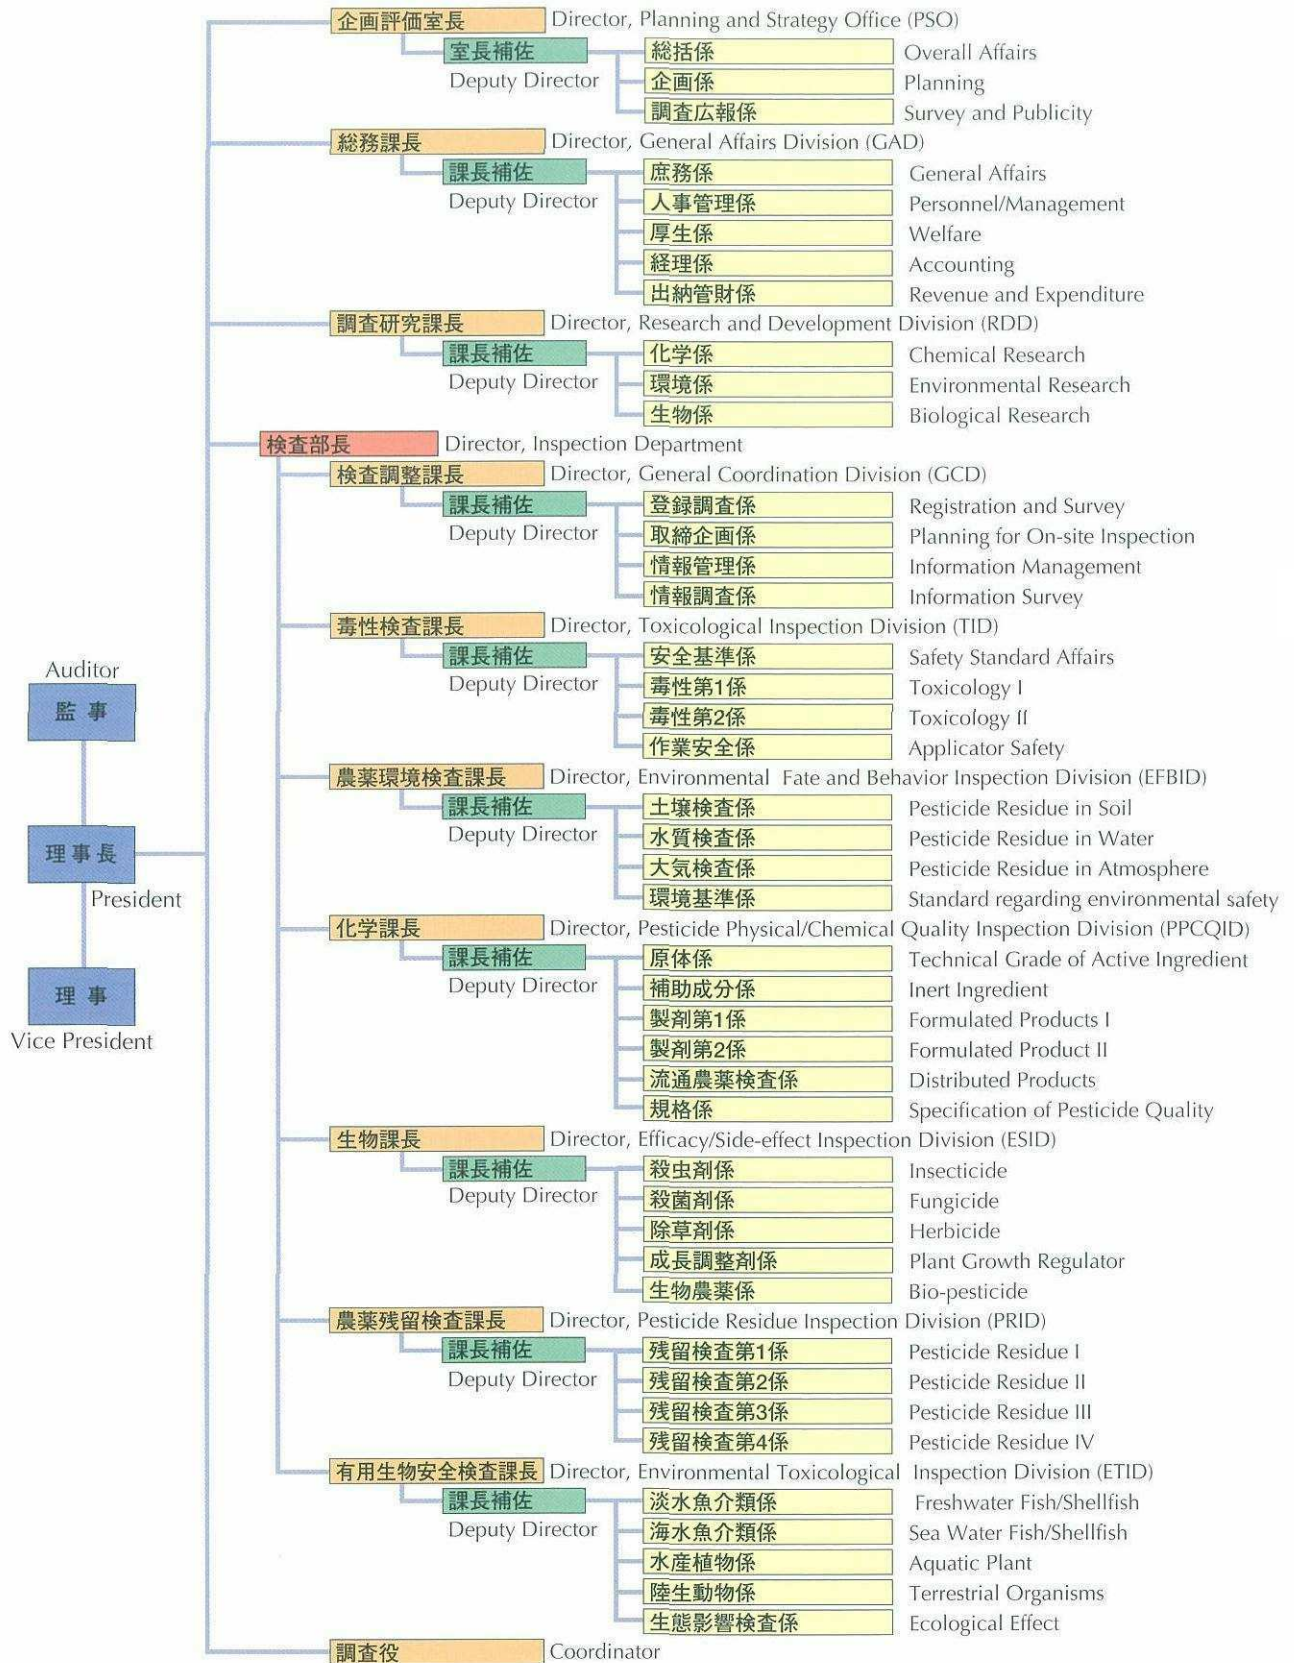 企画評価室長 Director, Planning and Strategy Office (PSO)
室長補佐 総括係 Overall Affairs
Deputy Director 企画係 Planning
調査広報係 Survey and Publicity
総務課長 Director, General Affairs Division (GAD)
課長補佐 庶務係 General Affairs
Deputy Director 人事管理係 Personnel/Management
厚生係 Welfare
経理係 Accounting
出納管財係 Revenue and Expenditure
調査研究課長 Director, Research and Development Division (RDD)
課長補佐 化学係 Chemical Research
Deputy Director 環境係 Environmental Research
生物係 Biological Research
検査部長 Director, Inspection Department
検査調整課長 Director, General Coordination Division (GCD)
課長補佐 登録調査係 Registration and Survey
Deputy Director 取締企画係 Planning for On-site Inspection
情報管理係 Information Management
情報調査係 Information Survey
毒性検査課長 Director, Toxicological Inspection Division (TID)
課長補佐 安全基準係 Safety Standard Affairs
Deputy Director 毒性第1係 Toxicology I
毒性第2係 Toxicology II
作業安全係 Applicator Safety
Auditor
監事
理事長
President
理事
Vice President
農薬環境検査課長 Director, Environmental Fate and Behavior Inspection Division (EFBID)
課長補佐 土壌検査係 Pesticide Residue in Soil
Deputy Director 水質検査係 Pesticide Residue in Water
大気検査係 Pesticide Residue in Atmosphere
環境基準係 Standard regarding environmental safety
化学課長 Director, Pesticide Physical/Chemical Quality Inspection Division (PPCQID)
課長補佐 原体係 Technical Grade of Active Ingredient
Deputy Director 補助成分係 Inert Ingredient
製剤第1係 Formulated Products I
製剤第2係 Formulated Product II
流通農薬検査係 Distributed Products
規格係 Specification of Pesticide Quality
生物課長 Director, Efficacy/Side-effect Inspection Division (ESID)
課長補佐 殺虫剤係 Insecticide
Deputy Director 殺菌剤係 Fungicide
除草剤係 Herbicide
成長調整剤係 Plant Growth Regulator
生物農薬係 Bio-pesticide
農薬残留検査課長 Director, Pesticide Residue Inspection Division (PRID)
課長補佐 残留検査第1係 Pesticide Residue I
Deputy Director 残留検査第2係 Pesticide Residue II
残留検査第3係 Pesticide Residue III
残留検査第4係 Pesticide Residue IV
有用生物安全検査課長 Director, Environmental Toxicological Inspection Division (ETID)
課長補佐 淡水魚介類係 Freshwater Fish/Shellfish
Deputy Director 海水魚介類係 Sea Water Fish/Shellfish
水産植物係 Aquatic Plant
陸生動物係 Terrestrial Organisms
生態影響検査係 Ecological Effect
調査役 Coordinator